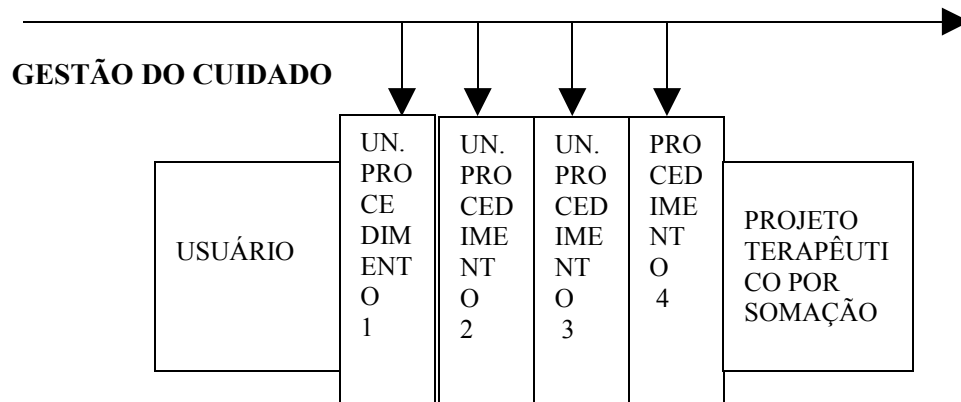 GESTÃO DO CUIDADO
USUÁRIO
UN.
PRO
CE
DIM
ENT
O
1
UN.
PRO
CED
IME
NT
O
2
UN.
PRO
CED
IME
NT
O
3
PRO
CED
IME
NT
O
4
PROJETO
TERAPÊUTI
CO POR
SOMAÇÃO